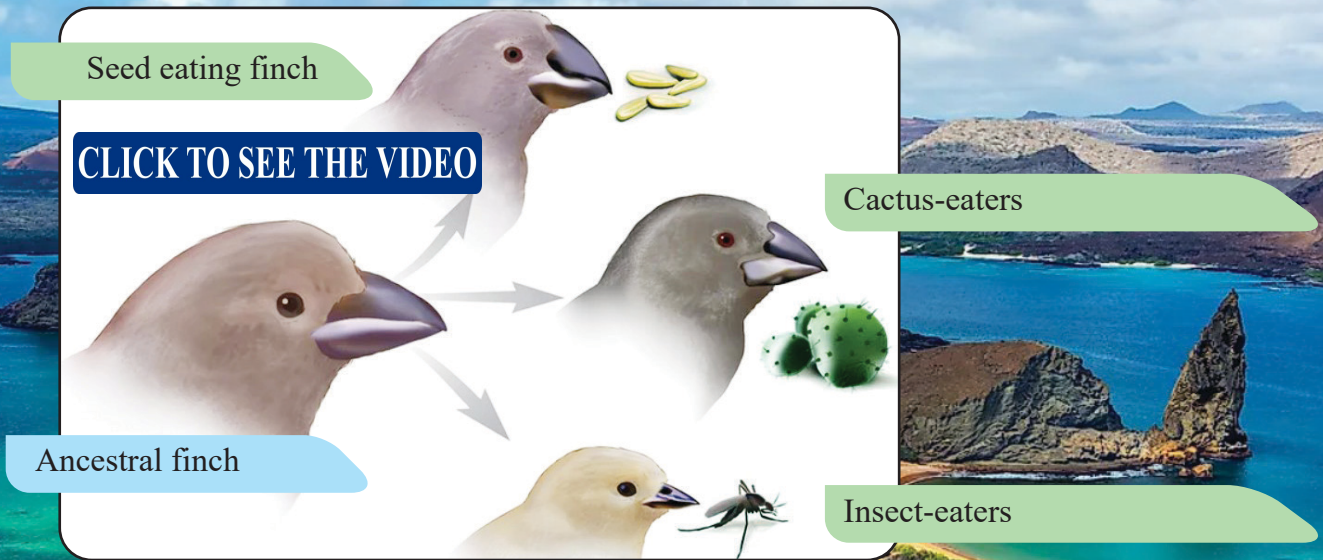 Seed eating finch
CLICK TO SEE THE VIDEO
Cactus-eaters
Ancestral finch
Insect-eaters